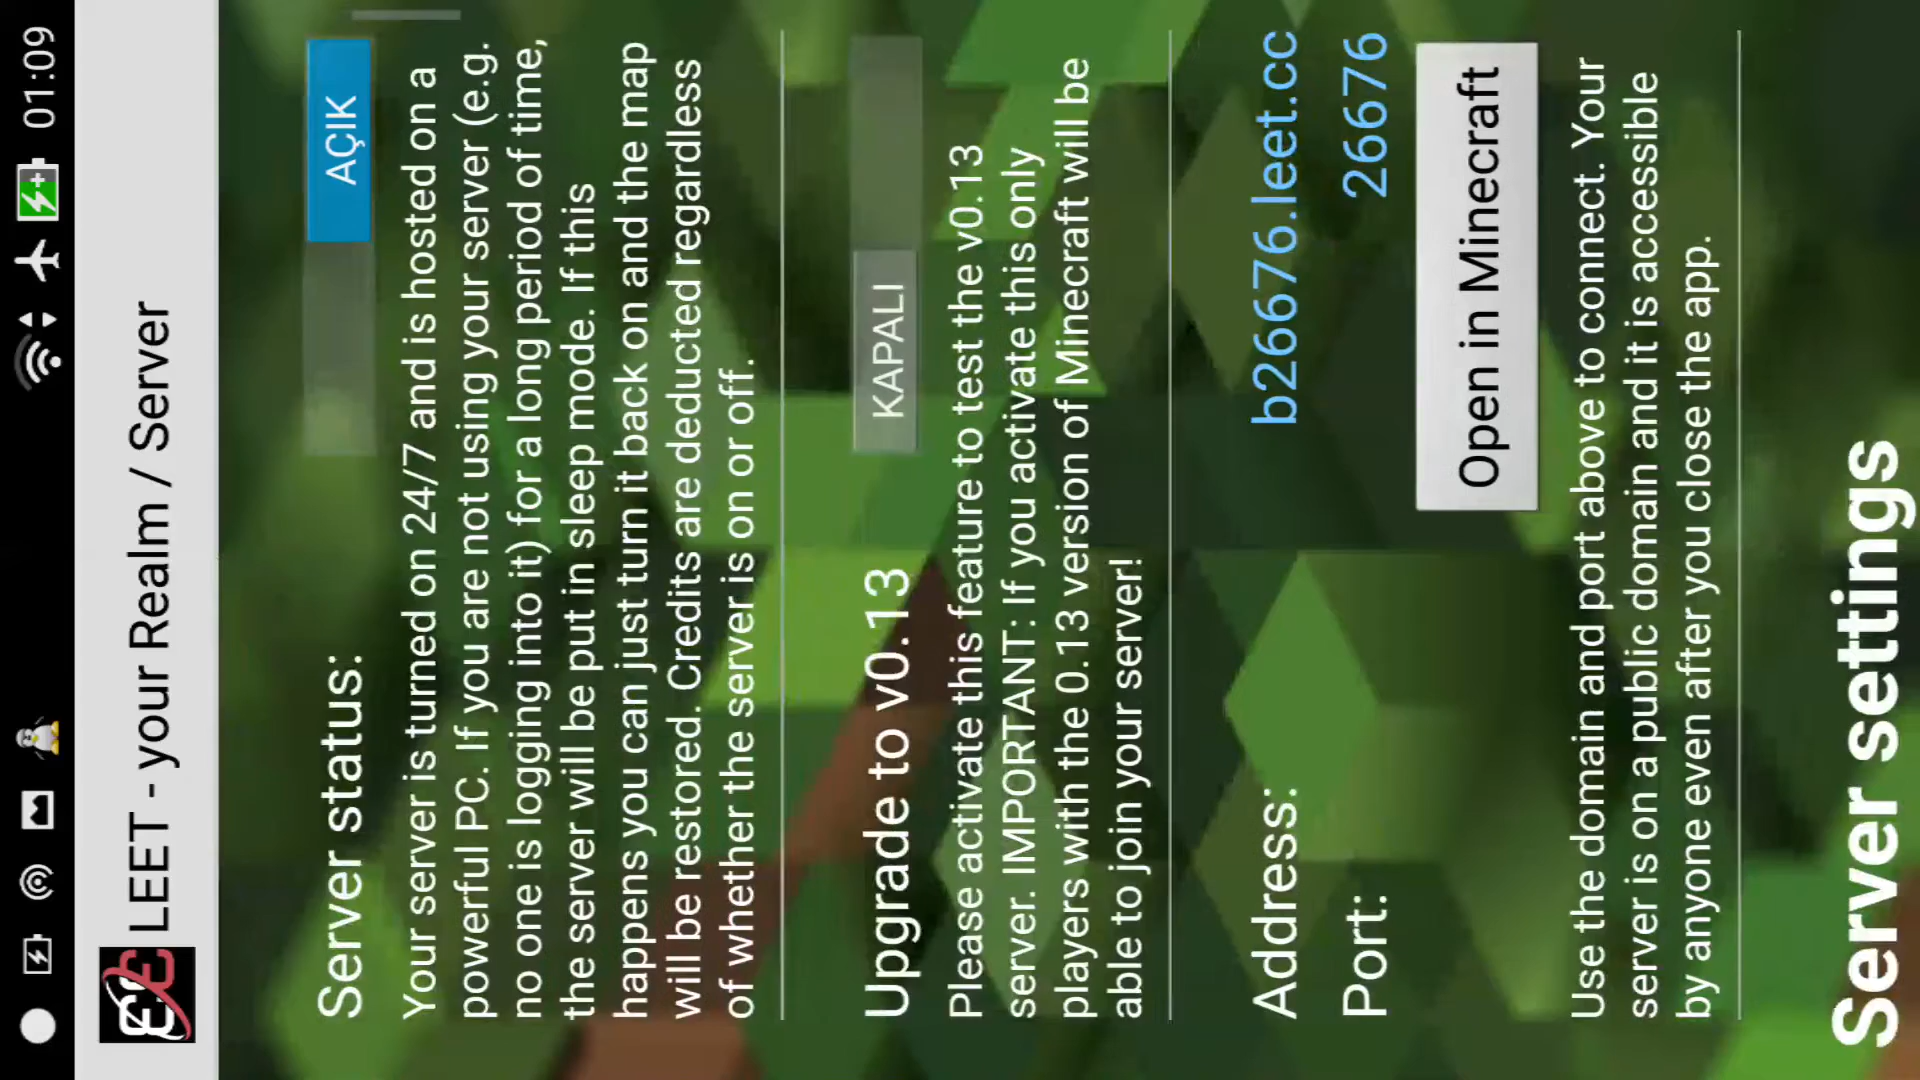 01:09
LEET - your Realm / Server
Server status:
AÇIK
Your server is turned on 24/7 and is hosted on a
powerful PC. If you are not using your server (e.g.
no one is logging into it) for a long period of time,
the server will be put in sleep mode. If this
happens you can just turn it back on and the map
will be restored. Credits are deducted regardless
of whether the server is on or off.
Upgrade to v0.13
KAPALI
Please activate this feature to test the v0.13
server. IMPORTANT: If you activate this only
players with the 0.13 version of Minecraft will be
able to join your server!
Address: b26676.leet.cc
Port: 26676
Open in Minecraft
Use the domain and port above to connect. Your
server is on a public domain and it is accessible
by anyone even after you close the app.
Server settings